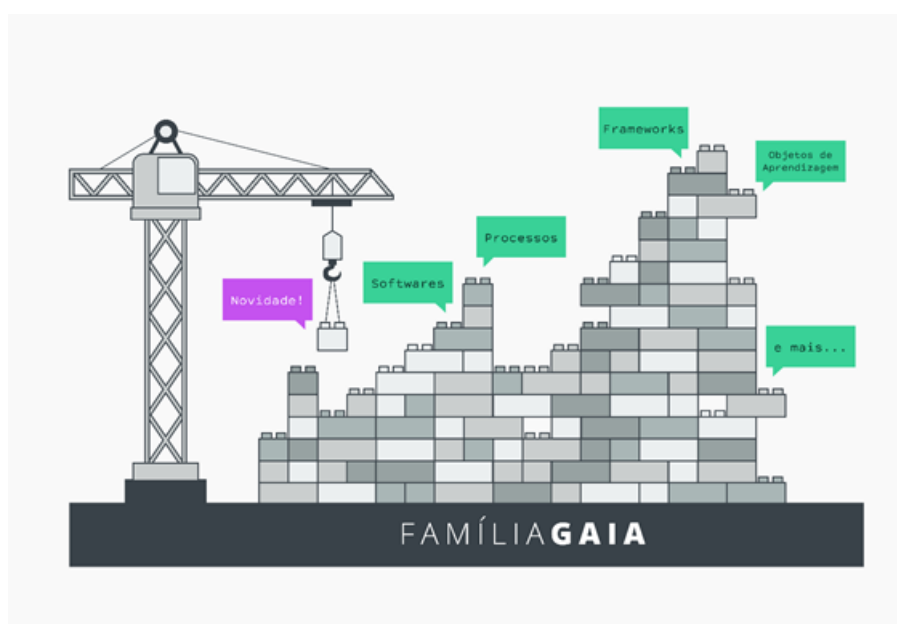 Frameworks
Objetos de
Aprendizagem
Processos
Softwares
Novidade!
e mais...
FAMÍLIAGAIA